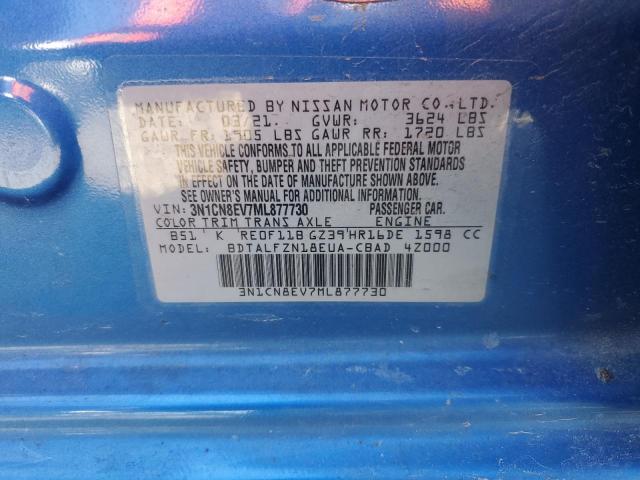 MANUFACTURED BY NISSAN MOTOR CO.,LTD.
DATE: 03/21 GVWR: 3624 LBS
GAWR FR: 1905 LBS GAWR RR: 1720 LBS
THIS VEHICLE CONFORMS TO ALL APPLICABLE FEDERAL MOTOR
VEHICLE SAFETY, BUMPER AND THEFT PREVENTION STANDARDS
IN EFFECT ON THE DATE OF MANUFACTURE SHOWN ABOVE.
SEE OWNER'S MANUAL FOR ADDITIONAL INFORMATION.
VIN: 3N1CN8EV7ML877730 PASSENGER CAR.
COLOR TRIM TRANS AXLE ENGINE
B51 K RE0F11B GZ39 HR16DE 1598 CC
MODEL: BDTALFZN18EUA-CBAD 4Z000
3N1CN8EV7ML877730